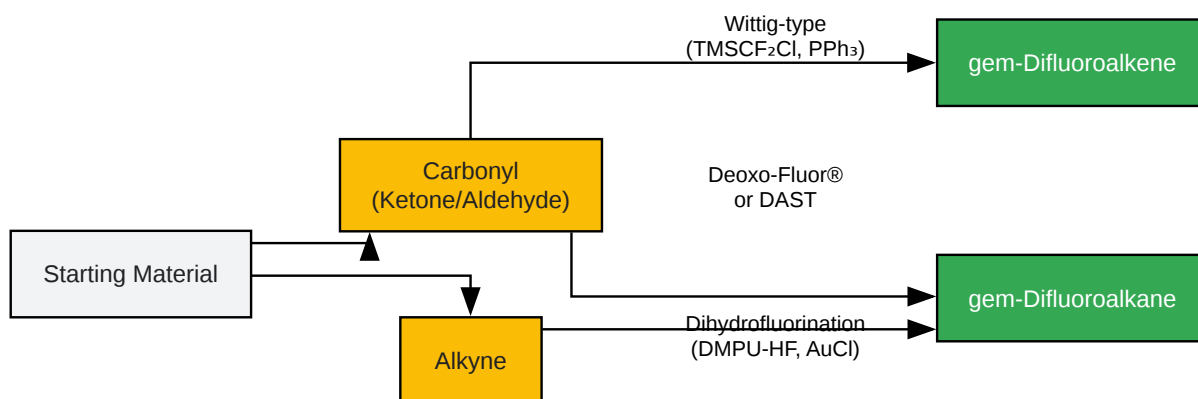 Wittig-type
(TMSCF₂Cl, PPh₃)
gem-Difluoroalkene
Carbonyl
(Ketone/Aldehyde)
Deoxo-Fluor®
or DAST
Starting Material
gem-Difluoroalkane
Dihydrofluorination
(DMPU-HF, AuCl)
Alkyne